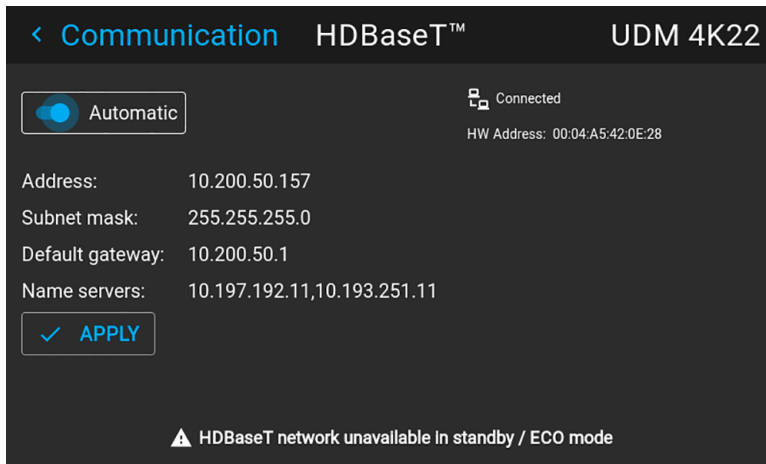 Communication HDBaseT™ UDM 4K22
Automatic
Connected
HW Address: 00:04:A5:42:0E:28
Address: 10.200.50.157
Subnet mask: 255.255.255.0
Default gateway: 10.200.50.1
Name servers: 10.197.192.11,10.193.251.11
APPLY
HDBaseT network unavailable in standby / ECO mode